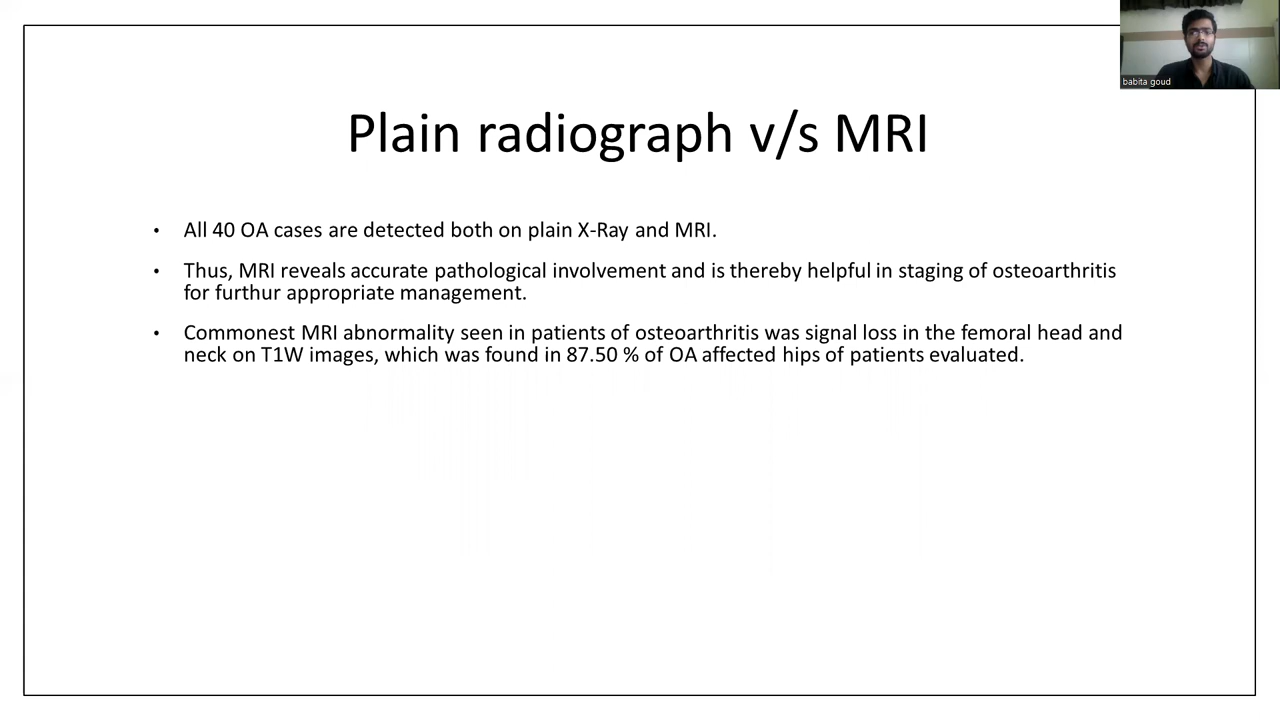 babita goud
Plain radiograph v/s MRI
• All 40 OA cases are detected both on plain X-Ray and MRI.
• Thus, MRI reveals accurate pathological involvement and is thereby helpful in staging of osteoarthritis
for furthur appropriate management.
• Commonest MRI abnormality seen in patients of osteoarthritis was signal loss in the femoral head and
neck on T1W images, which was found in 87.50 % of OA affected hips of patients evaluated.